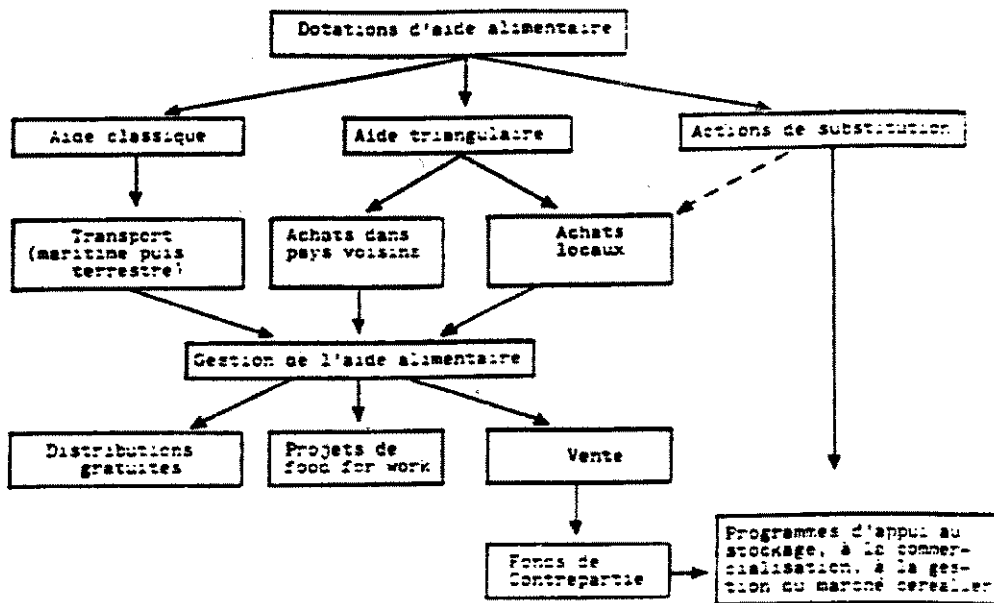 Dotations d'aide alimentaire
Aide classique
Aide triangulaire
Actions de substitution
Transport
(maritime puis
terrestre)
Achats dans
pays voisins
Achats
locaux
Gestion de l'aide alimentaire
Distributions
gratuites
Projets de
food for work
Vente
Fonds de
Contrepartie
Programmes d'appui au
stockage, à la commer-
cialisation, à la ges-
tion du marché céréalier